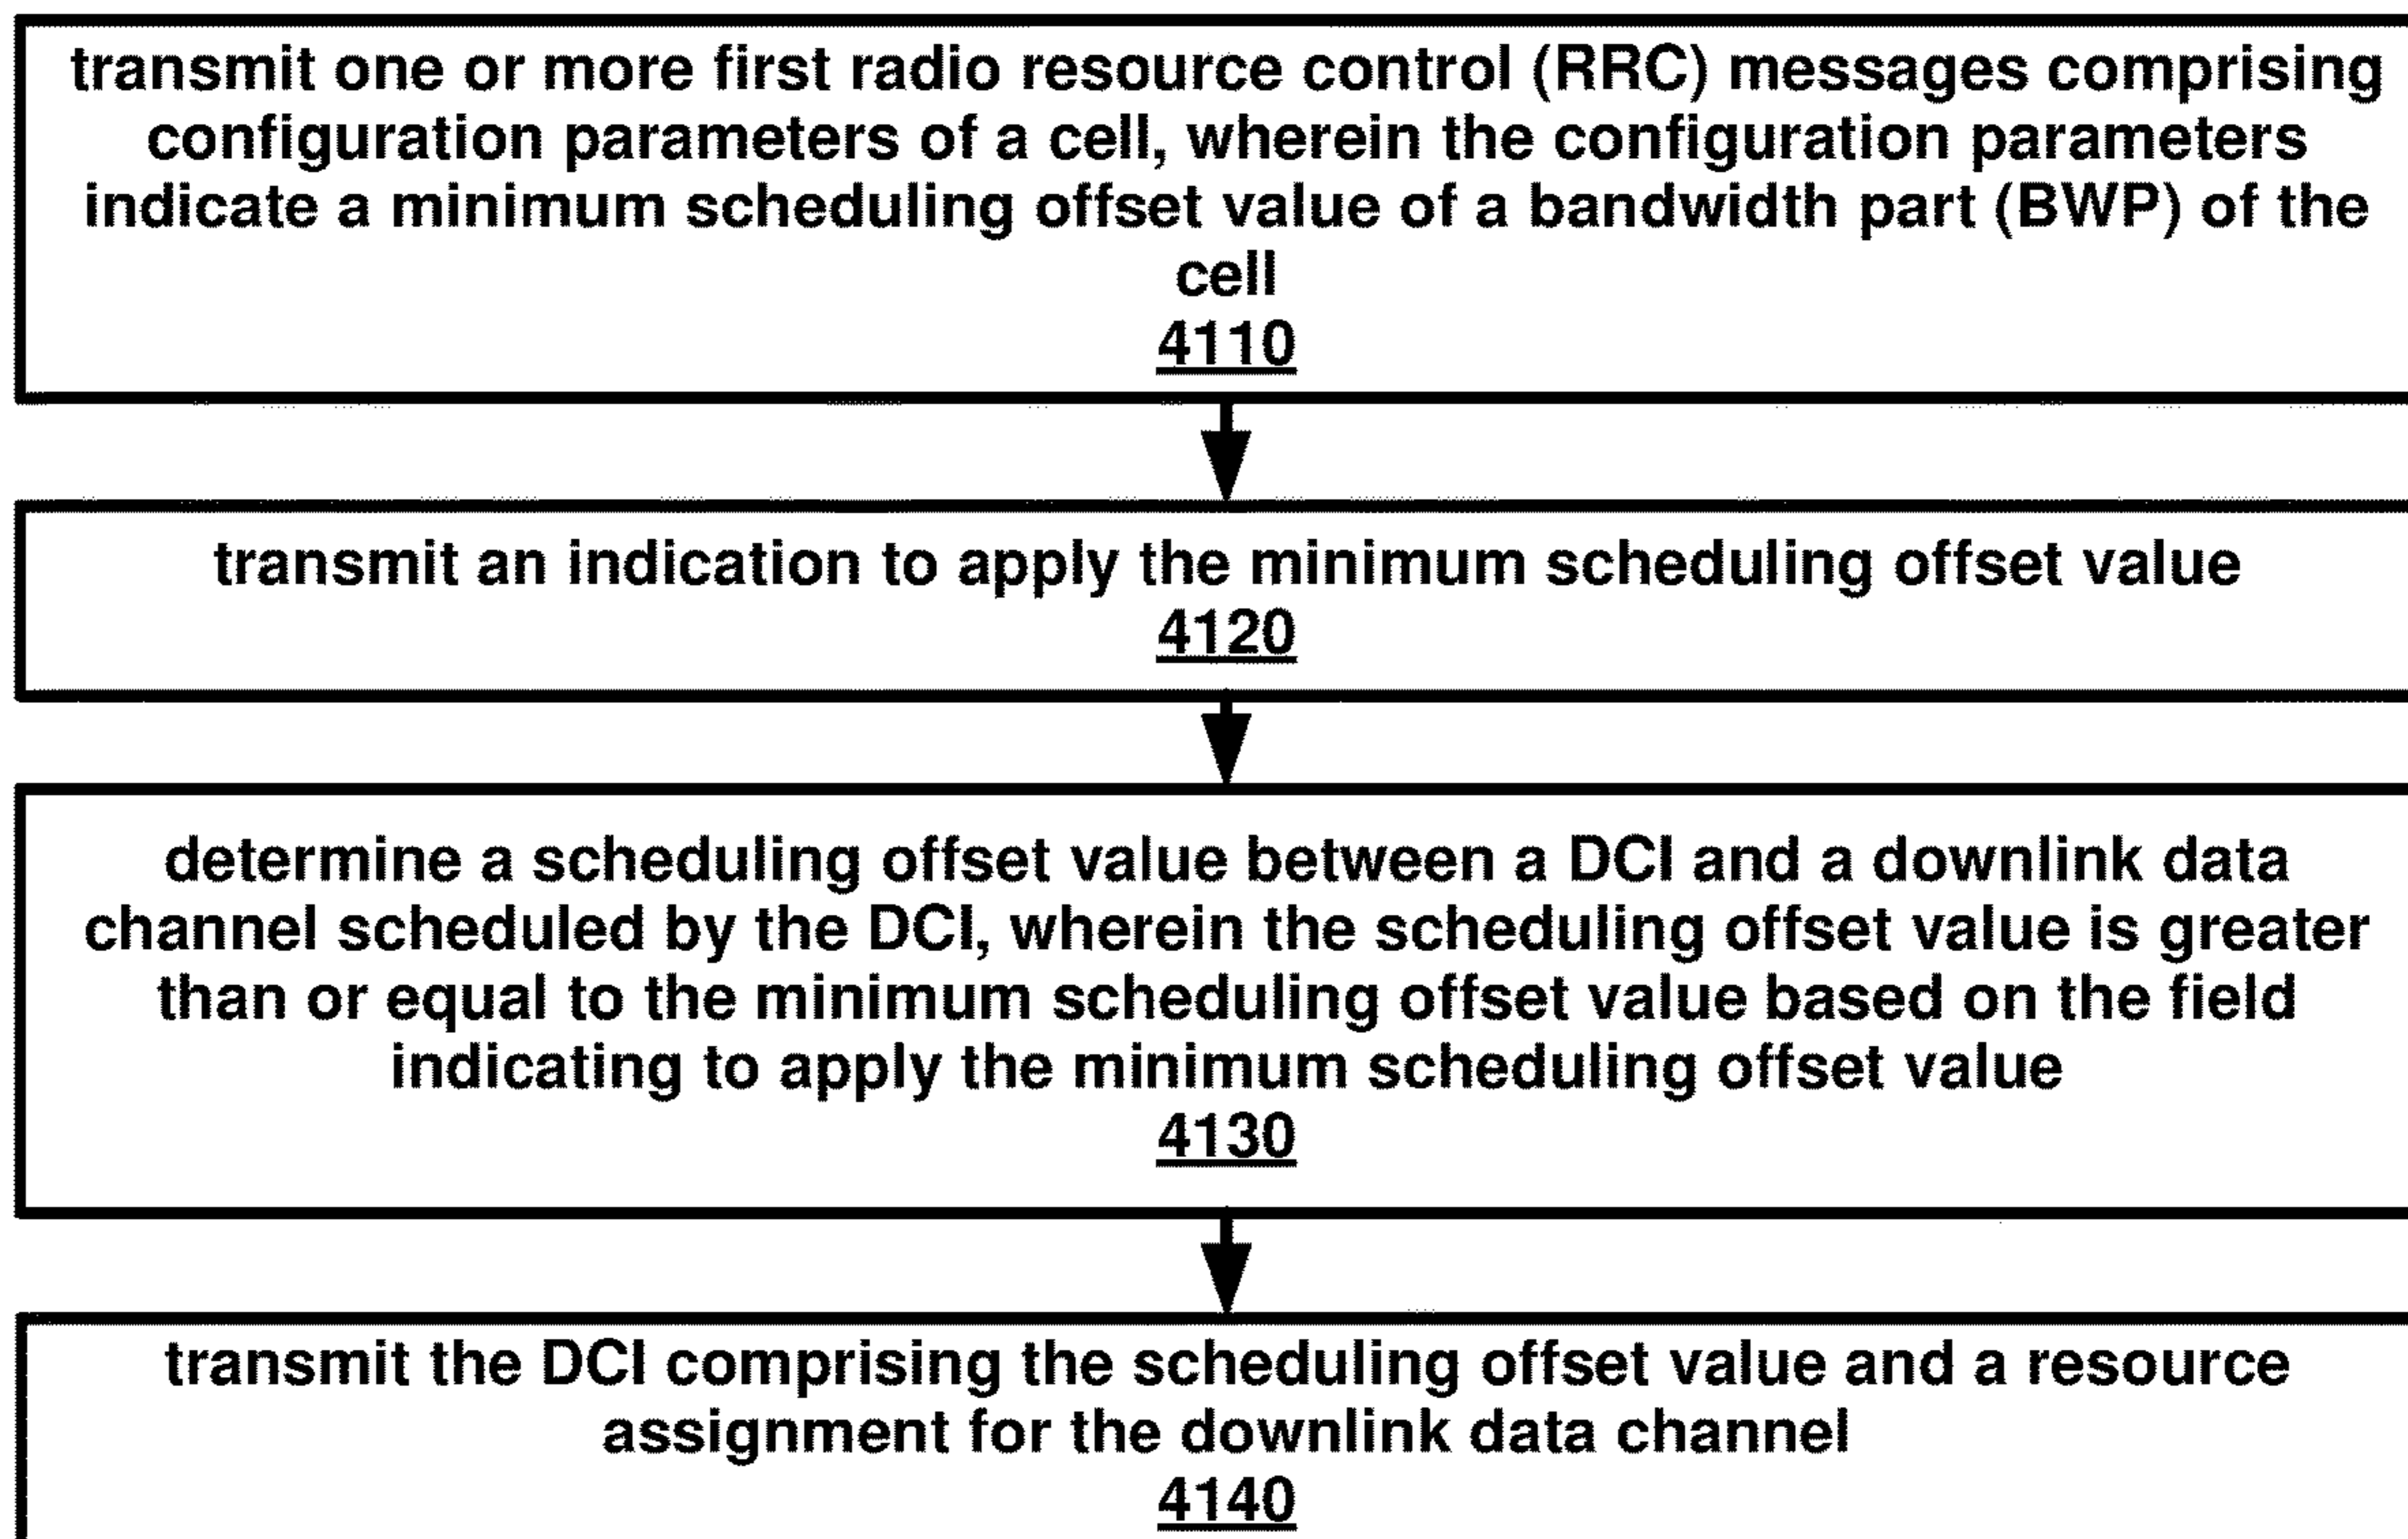 transmit one or more first radio resource control (RRC) messages comprising
configuration parameters of a cell, wherein the configuration parameters
indicate a minimum scheduling offset value of a bandwidth part (BWP) of the
cell
4110
transmit an indication to apply the minimum scheduling offset value
4120
determine a scheduling offset value between a DCI and a downlink data
channel scheduled by the DCI, wherein the scheduling offset value is greater
than or equal to the minimum scheduling offset value based on the field
indicating to apply the minimum scheduling offset value
4130
transmit the DCI comprising the scheduling offset value and a resource
assignment for the downlink data channel
4140